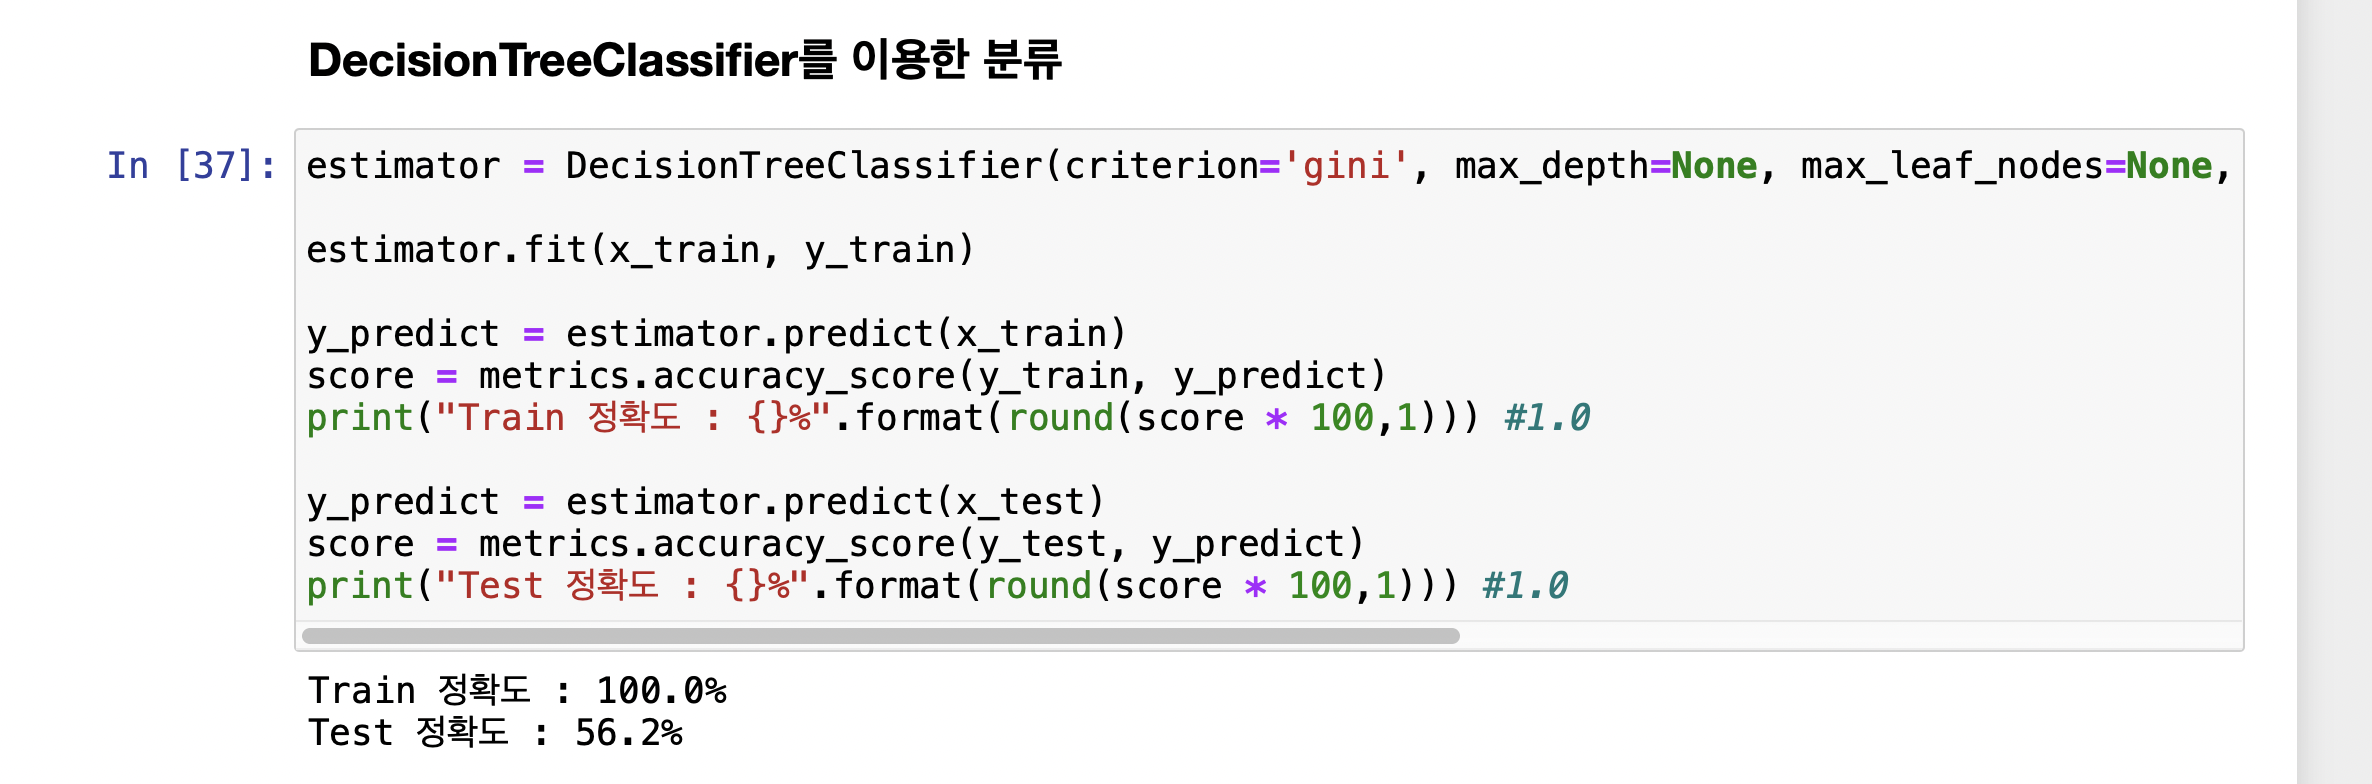 DecisionTreeClassifier를 이용한 분류
In [37]: estimator = DecisionTreeClassifier(criterion='gini', max_depth=None, max_leaf_nodes=None,
estimator.fit(x_train, y_train)
y_predict = estimator.predict(x_train)
score = metrics.accuracy_score(y_train, y_predict)
print("Train 정확도 : {}%".format(round(score * 100,1))) #1.0
y_predict = estimator.predict(x_test)
score = metrics.accuracy_score(y_test, y_predict)
print("Test 정확도 : {}%".format(round(score * 100,1))) #1.0
Train 정확도 : 100.0%
Test 정확도 : 56.2%